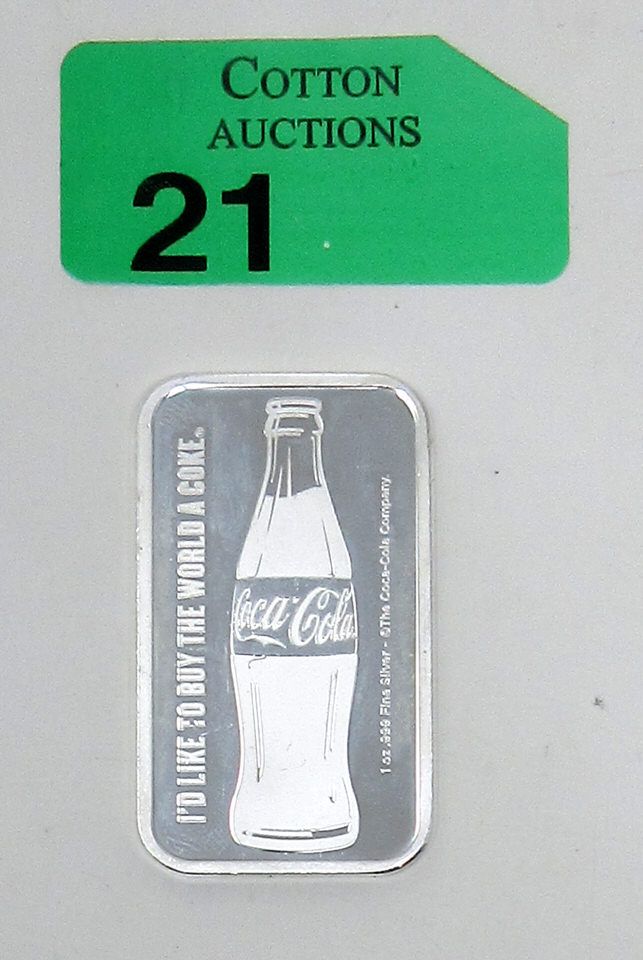 COTTON
AUCTIONS
21
I'D LIKE TO BUY THE WORLD A COKE.®
Coca-Cola
1 oz .999 Fine Silver - ©The Coca-Cola Company.